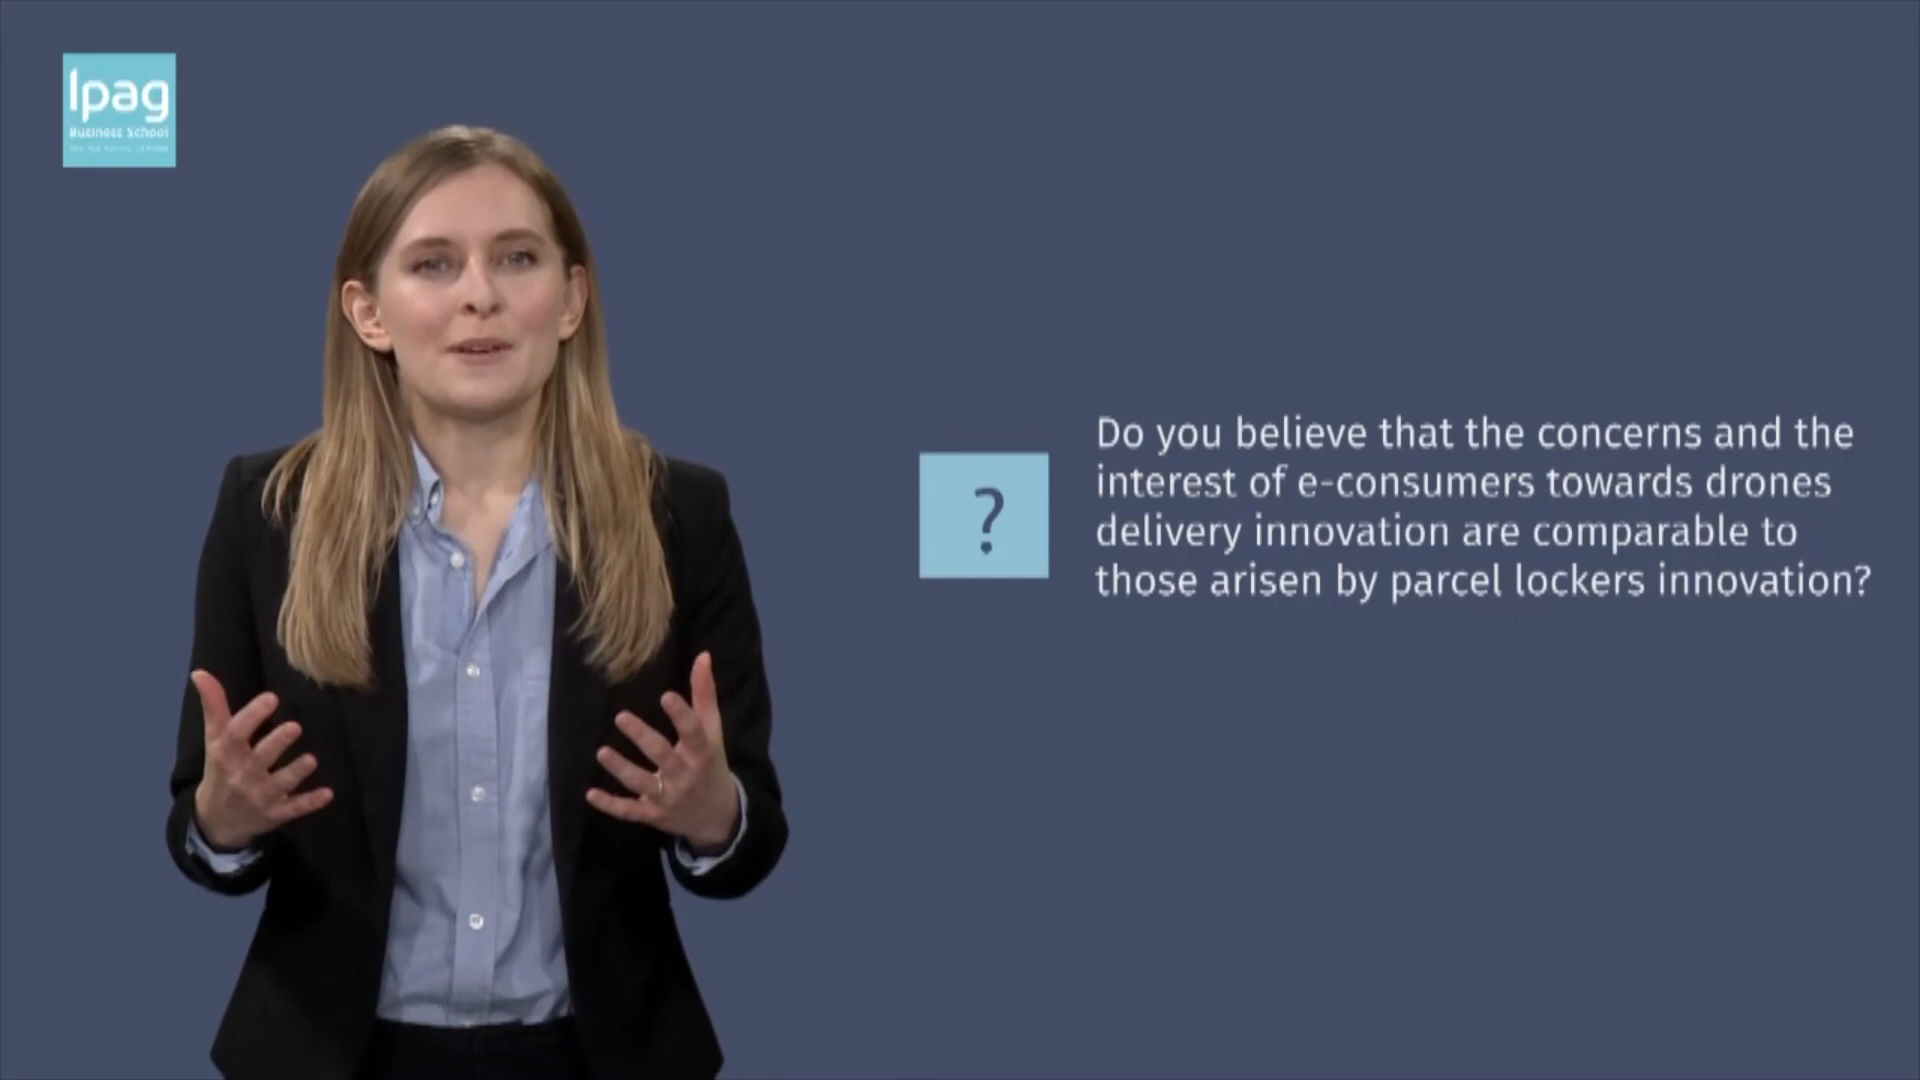 Ipag
Business School
?
Do you believe that the concerns and the
interest of e-consumers towards drones
delivery innovation are comparable to
those arisen by parcel lockers innovation?